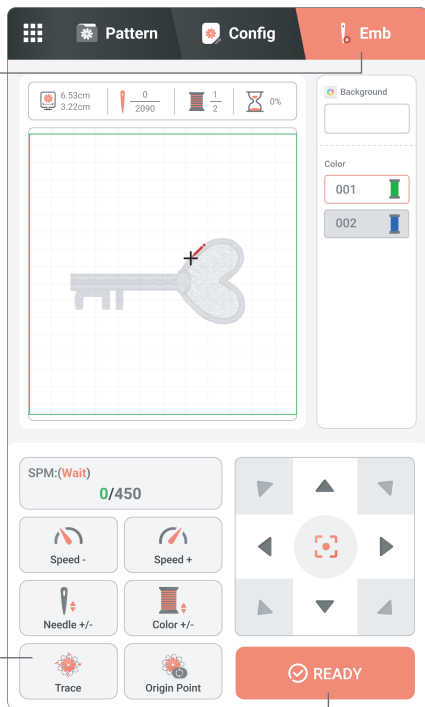 Pattern
Config
Emb
6.53cm
3.22cm
0
2090
1
2
0%
Background
Color
001
002
SPM:(Wait)
0/450
Speed -
Speed +
Needle +/-
Color +/-
Trace
Origin Point
READY